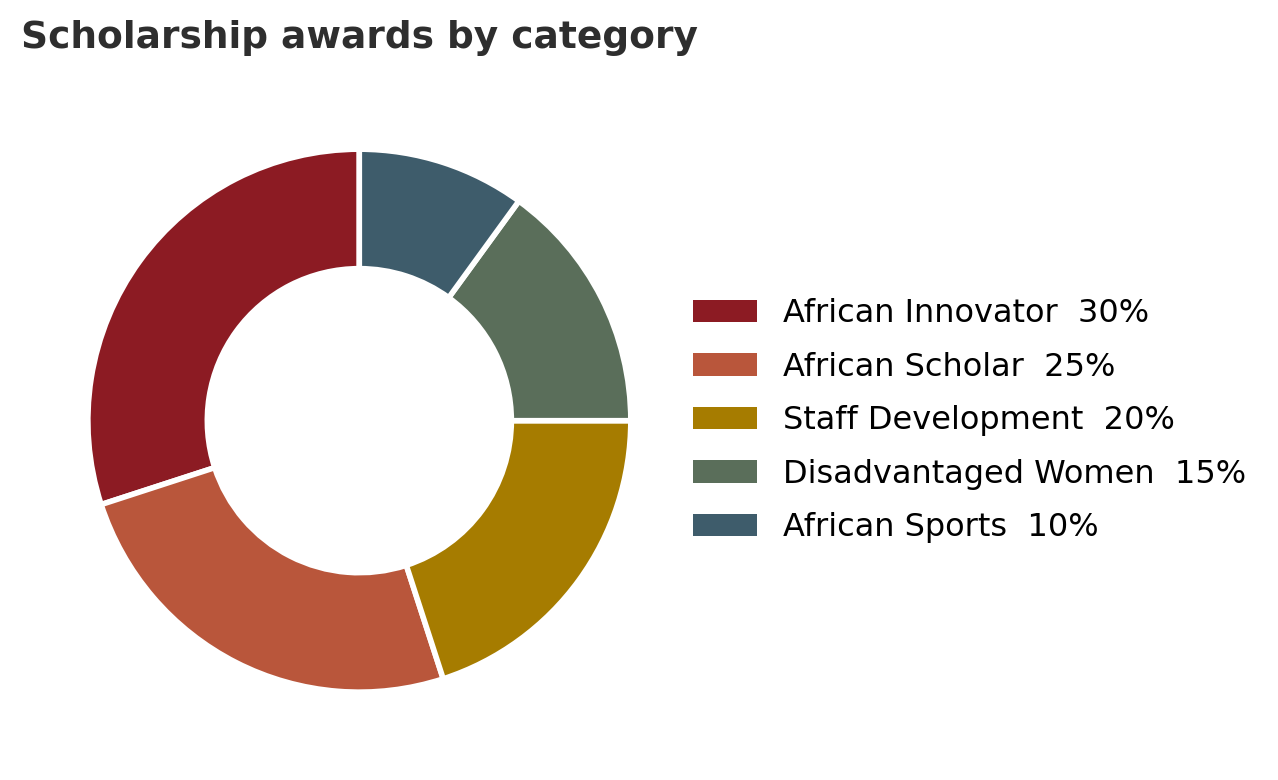 Scholarship awards by category
African Innovator  30%
African Scholar  25%
Staff Development  20%
Disadvantaged Women  15%
African Sports  10%